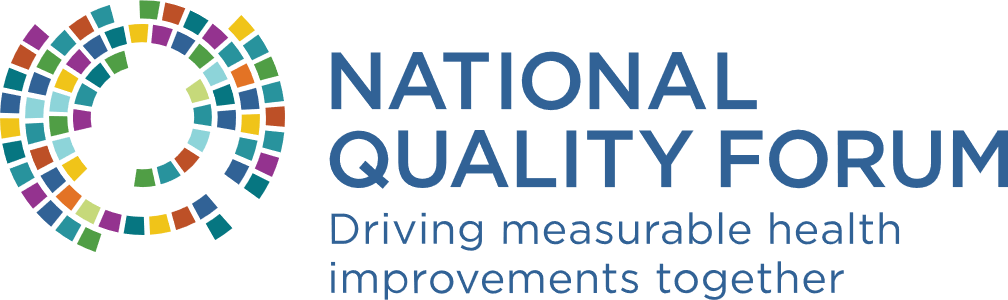 NATIONAL
QUALITY FORUM
Driving measurable health
improvements together